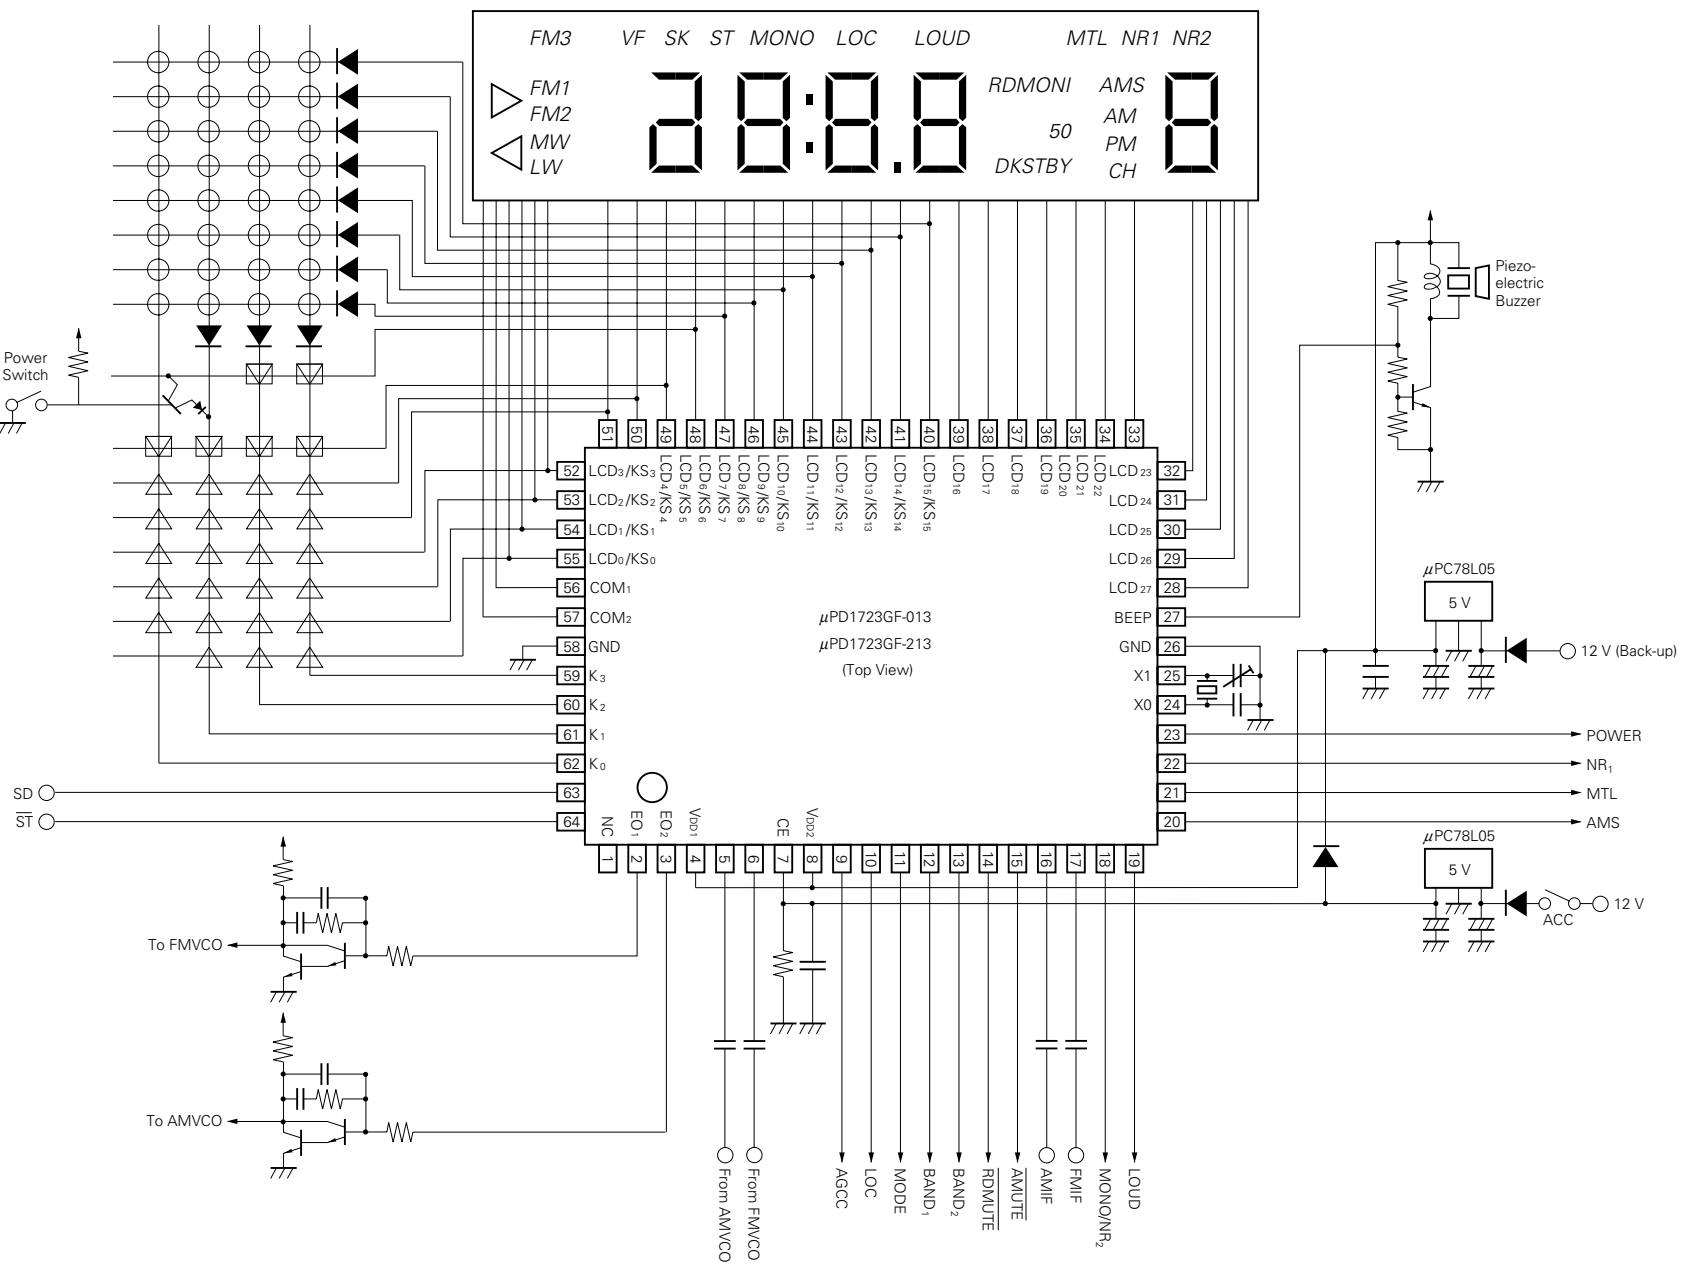 FM3 VF SK ST MONO LOC LOUD MTL NR1 NR2
FM1 RDMONI AMS
FM2 AM
50
MW PM
LW DKSTBY CH
28:8.8 8
Piezo-
electric
Buzzer
Power
Switch
51 50 49 48 47 46 45 44 43 42 41 40 39 38 37 36 35 34 33
LCD4/KS4
LCD5/KS5
LCD6/KS6
LCD7/KS7
LCD8/KS8
LCD9/KS9
LCD10/KS10
LCD11/KS11
LCD12/KS12
LCD13/KS13
LCD14/KS14
LCD15/KS15
LCD16
LCD17
LCD18
LCD19
LCD20
LCD21
LCD22
52 LCD3/KS3 LCD23 32
53 LCD2/KS2 LCD24 31
54 LCD1/KS1 LCD25 30
55 LCD0/KS0 LCD26 29
56 COM1 LCD27 28
57 COM2 BEEP 27
58 GND GND 26
59 K3 X1 25
60 K2 X0 24
61 K1 23 POWER
62 K0 22 NR1
SD 63 21 MTL
S̅T̅ 64 20 AMS
μPD1723GF-013
μPD1723GF-213
(Top View)
μPC78L05
5 V
12 V (Back-up)
μPC78L05
5 V
ACC
12 V
NC EO1 EO2 VDD1 CE VDD2
1 2 3 4 5 6 7 8 9 10 11 12 13 14 15 16 17 18 19
To FMVCO
To AMVCO
From AMVCO
From FMVCO
AGCC
LOC
MODE
BAND1
BAND2
R̅D̅M̅U̅T̅E̅
A̅M̅U̅T̅E̅
AMIF
FMIF
MONO/NR2
LOUD